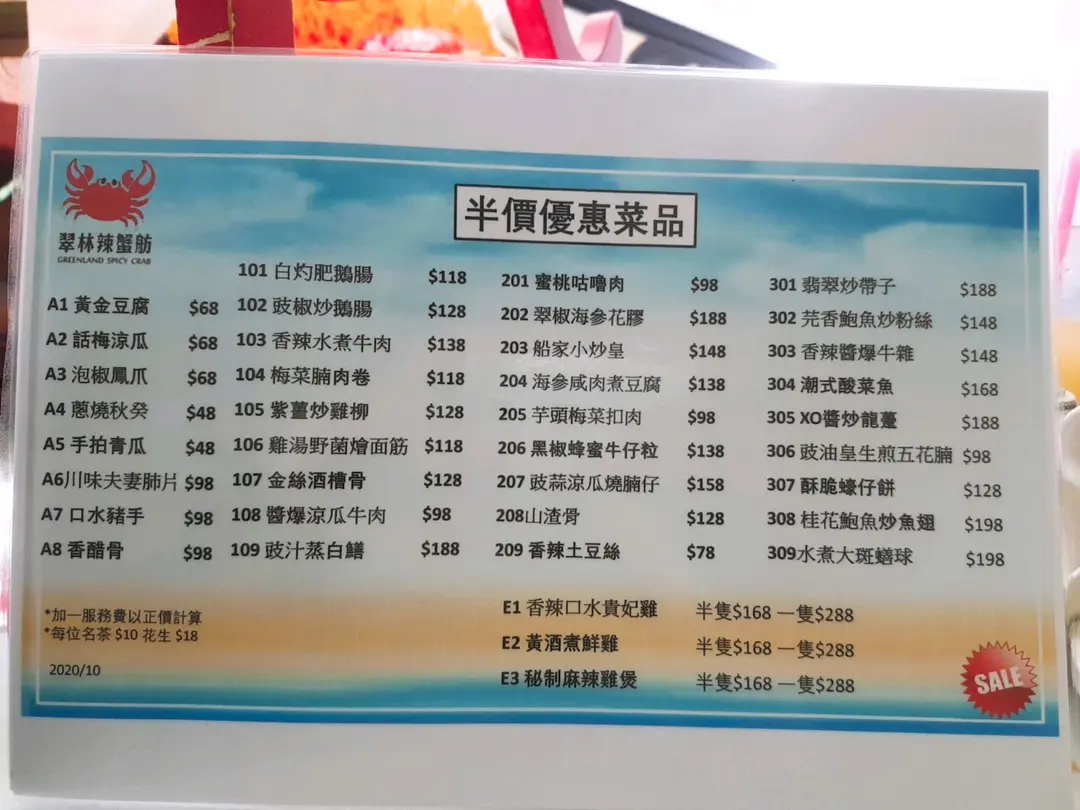 半價優惠菜品
翠林辣蟹舫
GREENLAND SPICY CRAB
A1 黃金豆腐 $68
A2 話梅涼瓜 $68
A3 泡椒鳳爪 $68
A4 蔥燒秋癸 $48
A5 手拍青瓜 $48
A6川味夫妻肺片 $98
A7 口水豬手 $98
A8 香醋骨 $98
101 白灼肥鵝腸 $118
102 豉椒炒鵝腸 $128
103 香辣水煮牛肉 $138
104 梅菜腩肉卷 $118
105 紫薑炒雞柳 $128
106 雞湯野菌燴面筋 $118
107 金絲酒槽骨 $128
108 醬爆涼瓜牛肉 $98
109 豉汁蒸白鱔 $188
201 蜜桃咕嚕肉 $98
202 翠椒海參花膠 $188
203 船家小炒皇 $148
204 海參咸肉煮豆腐 $138
205 芋頭梅菜扣肉 $98
206 黑椒蜂蜜牛仔粒 $138
207 豉蒜涼瓜燒腩仔 $158
208山渣骨 $128
209 香辣土豆絲 $78
301 翡翠炒帶子 $188
302 芫香鮑魚炒粉絲 $148
303 香辣醬爆牛雜 $148
304 潮式酸菜魚 $168
305 XO醬炒龍躉 $188
306 豉油皇生煎五花腩 $98
307 酥脆蠔仔餅 $128
308 桂花鮑魚炒魚翅 $198
309水煮大斑鱔球 $198
E1 香辣口水貴妃雞 半隻$168 一隻$288
E2 黃酒煮鮮雞 半隻$168 一隻$288
E3 秘制麻辣雞煲 半隻$168 一隻$288
*加一服務費以正價計算
*每位名茶 $10 花生 $18
2020/10
SALE